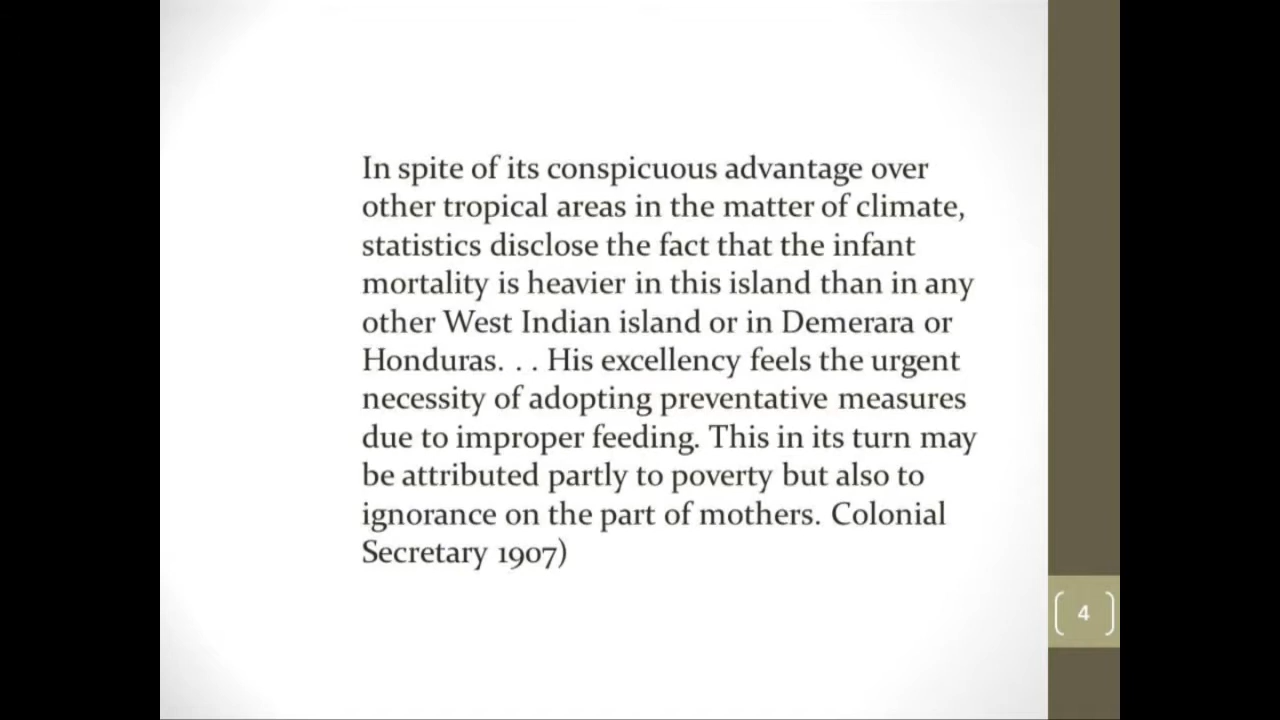 In spite of its conspicuous advantage over
other tropical areas in the matter of climate,
statistics disclose the fact that the infant
mortality is heavier in this island than in any
other West Indian island or in Demerara or
Honduras. . . His excellency feels the urgent
necessity of adopting preventative measures
due to improper feeding. This in its turn may
be attributed partly to poverty but also to
ignorance on the part of mothers. Colonial
Secretary 1907)
4